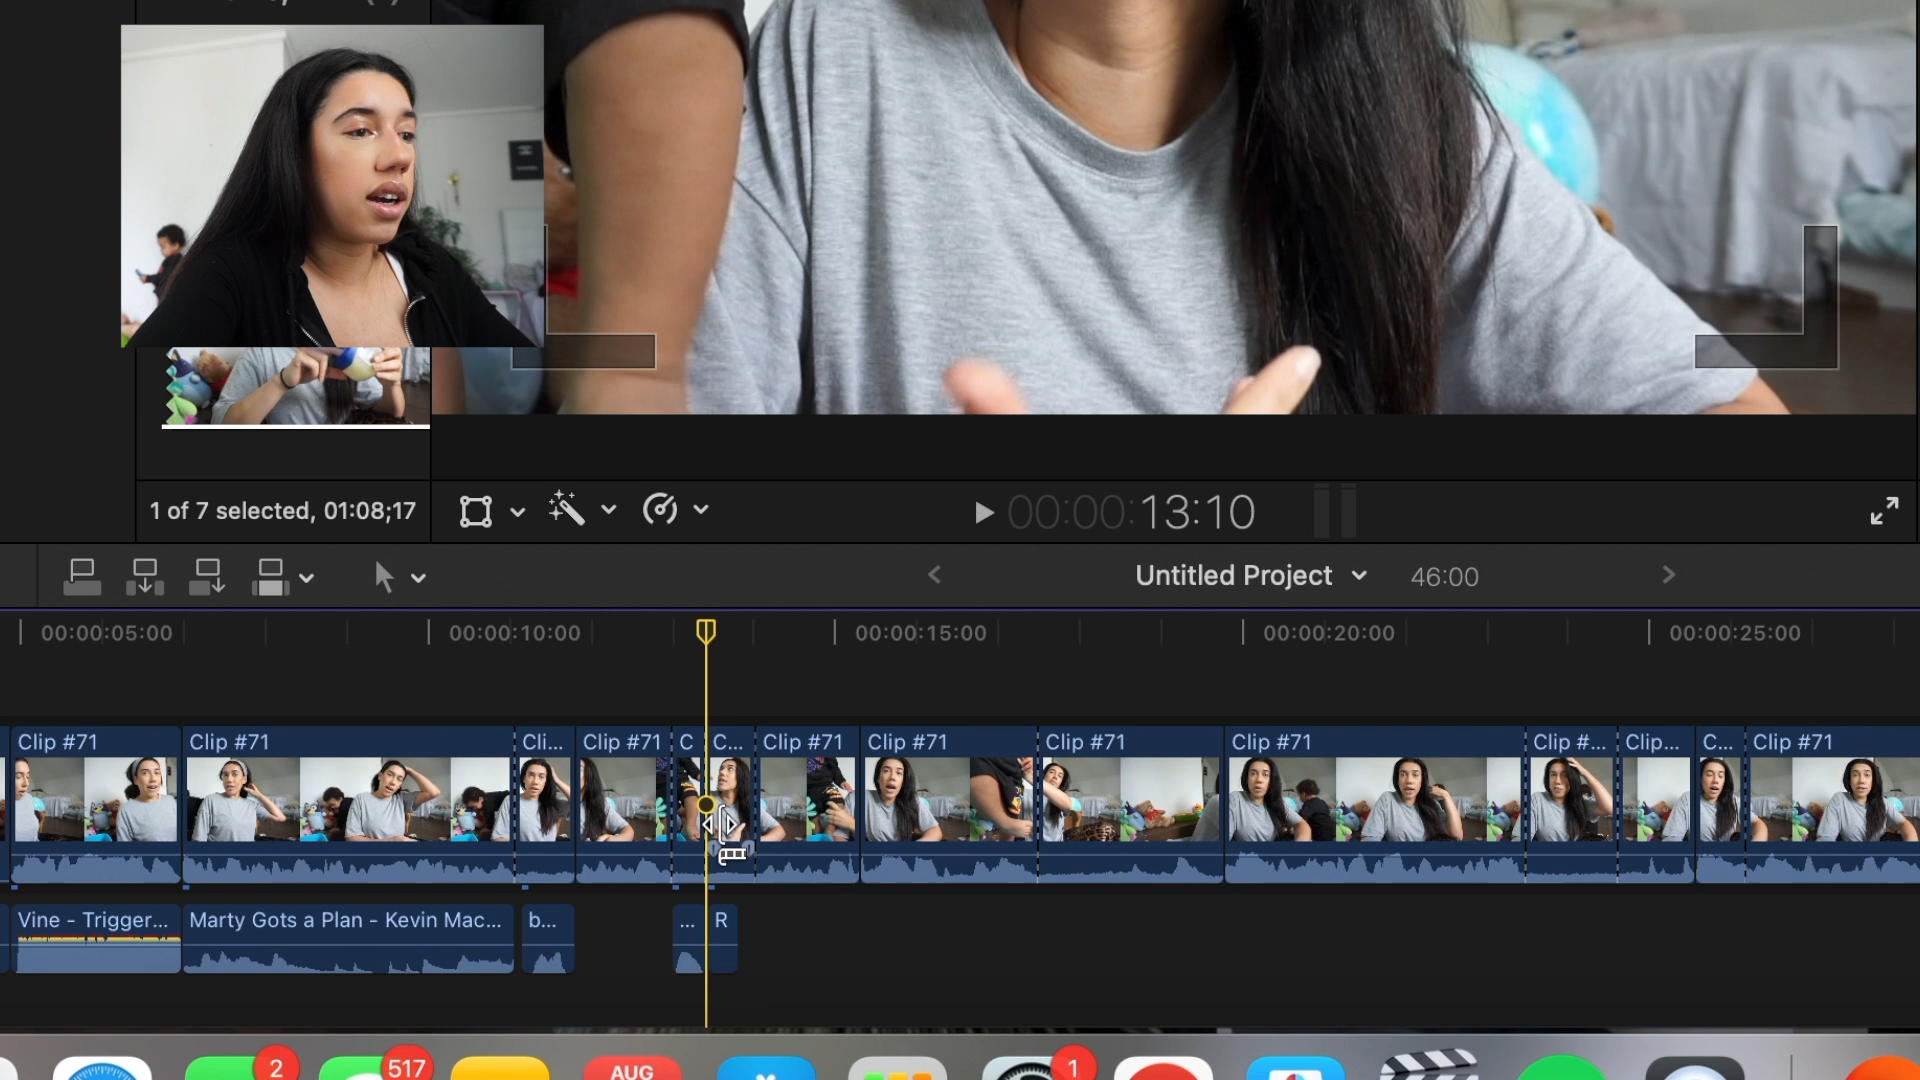 1 of 7 selected, 01:08;17
00:00:13:10
Untitled Project
46:00
00:00:05:00
00:00:10:00
00:00:15:00
00:00:20:00
00:00:25:00
Clip #71
Clip #71
Cli...
Clip #71
C
C...
Clip #71
Clip #71
Clip #71
Clip #71
Clip #...
Clip...
C...
Clip #71
Vine - Trigger...
Marty Gots a Plan - Kevin Mac...
b...
...
R
2
517
AUG
1